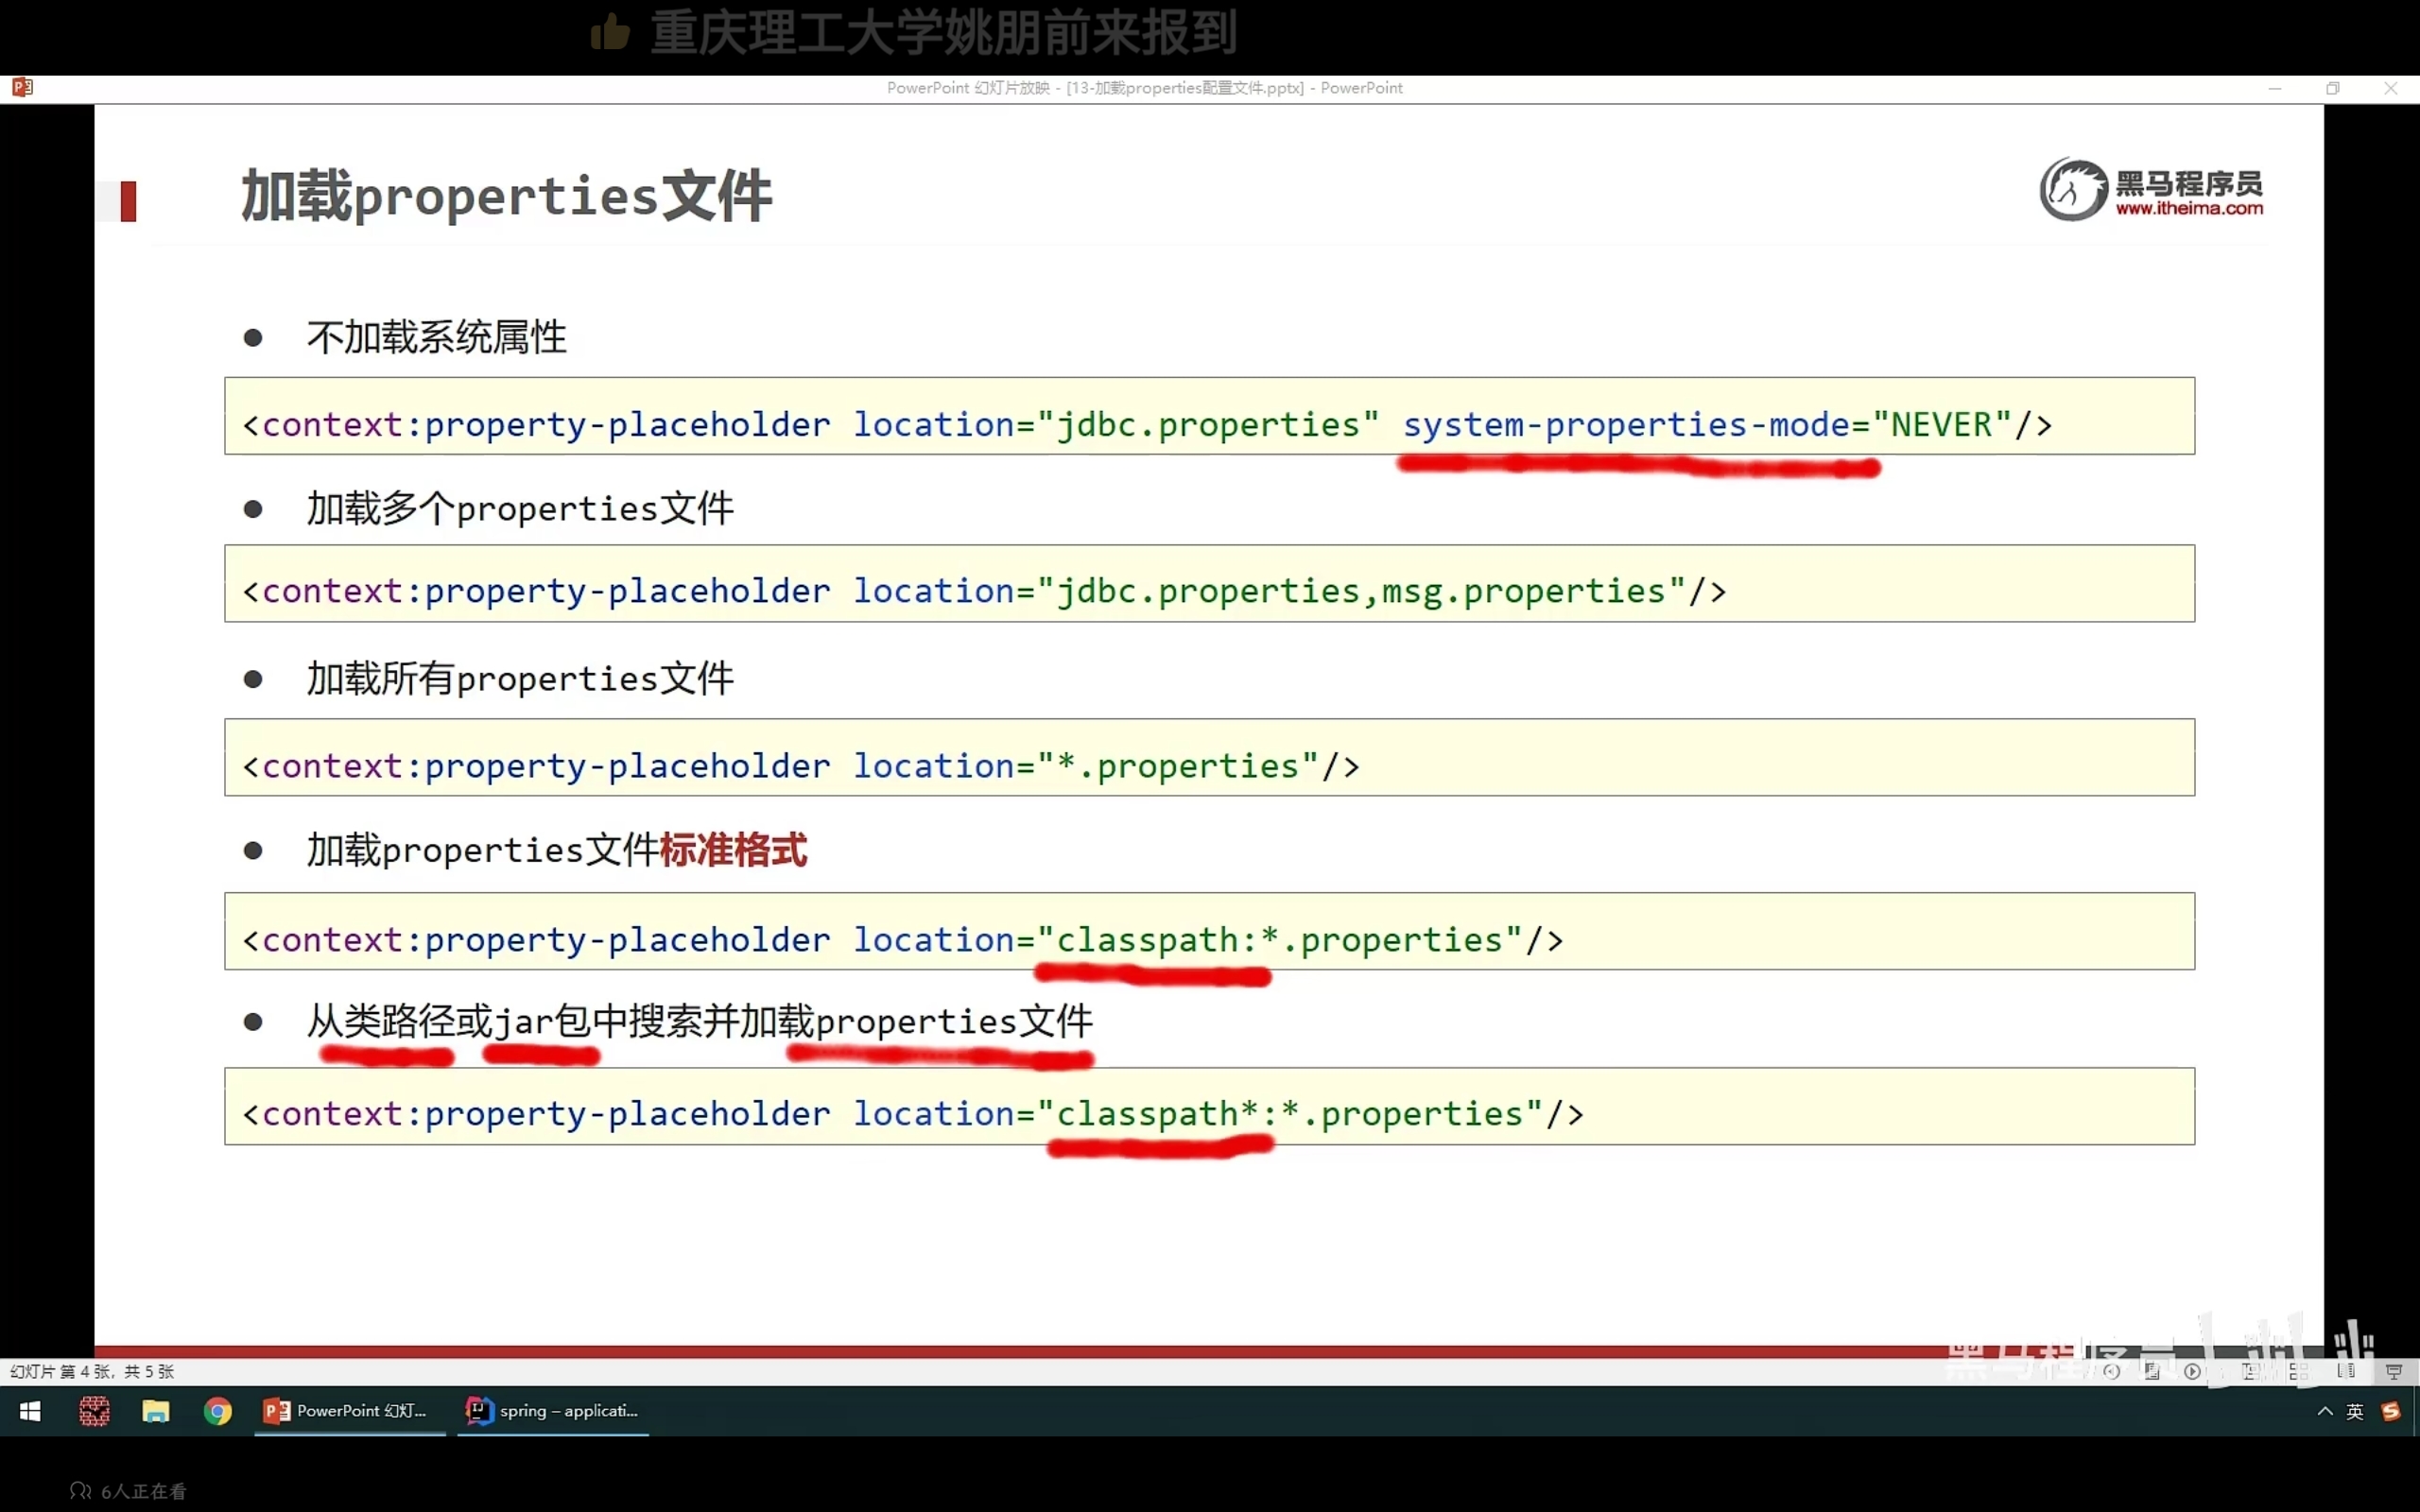 重庆理工大学姚朋前来报到
PowerPoint 幻灯片放映 - [13-加载properties配置文件.pptx] - PowerPoint
加载properties文件
黑马程序员
www.itheima.com
不加载系统属性
<context:property-placeholder location="jdbc.properties" system-properties-mode="NEVER"/>
加载多个properties文件
<context:property-placeholder location="jdbc.properties,msg.properties"/>
加载所有properties文件
<context:property-placeholder location="*.properties"/>
加载properties文件标准格式
<context:property-placeholder location="classpath:*.properties"/>
从类路径或jar包中搜索并加载properties文件
<context:property-placeholder location="classpath*:*.properties"/>
黑马程序员
幻灯片 第 4 张，共 5 张
PowerPoint 幻灯...
spring – applicati...
英
6人正在看